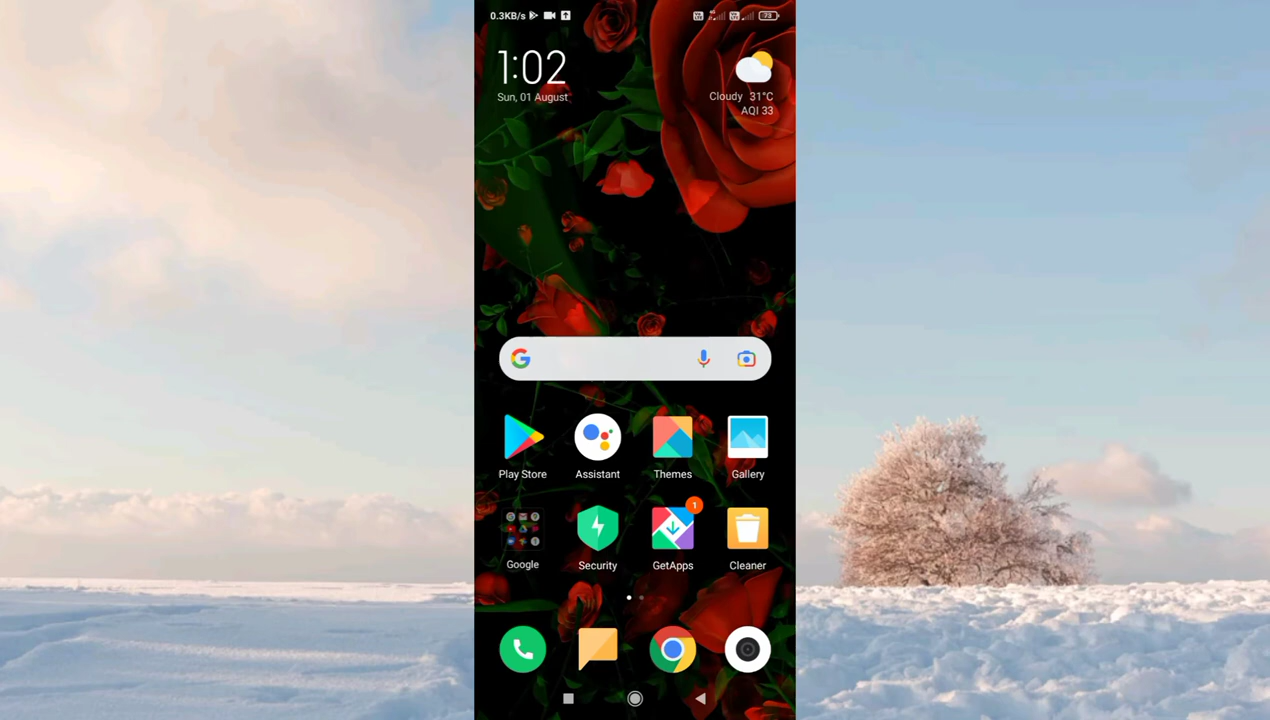 0.3KB/s 73
1:02
Sun, 01 August
Cloudy 31°C
AQI 33
Play Store Assistant Themes Gallery
1
Google Security GetApps Cleaner